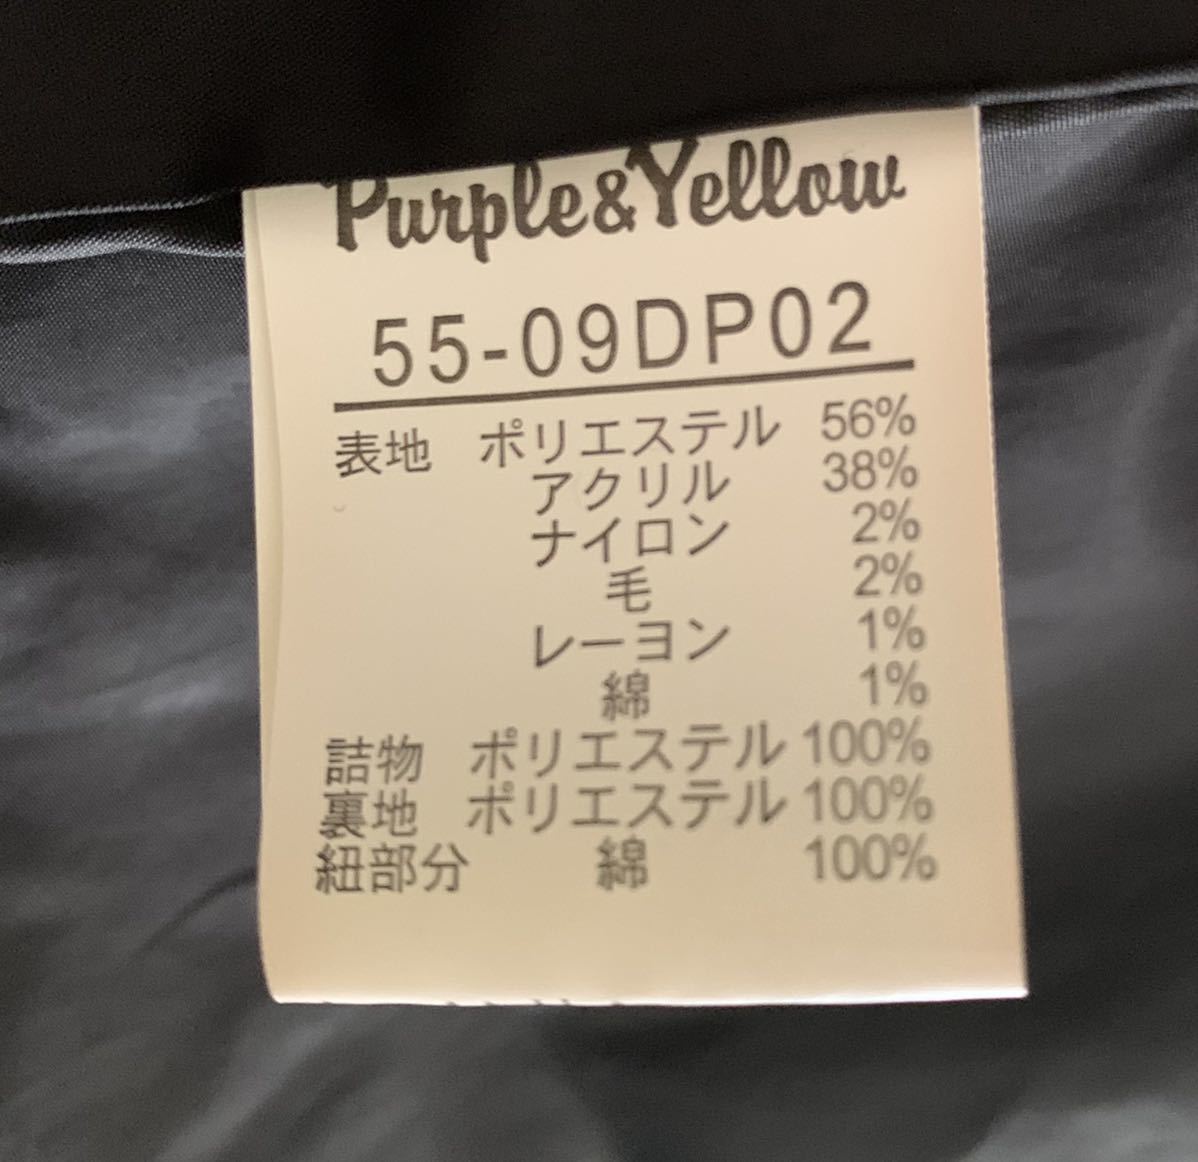 Purple&Yellow
55-09DP02
表地 ポリエステル 56%
アクリル 38%
ナイロン 2%
毛 2%
レーヨン 1%
綿 1%
詰物 ポリエステル 100%
裏地 ポリエステル 100%
紐部分 綿 100%